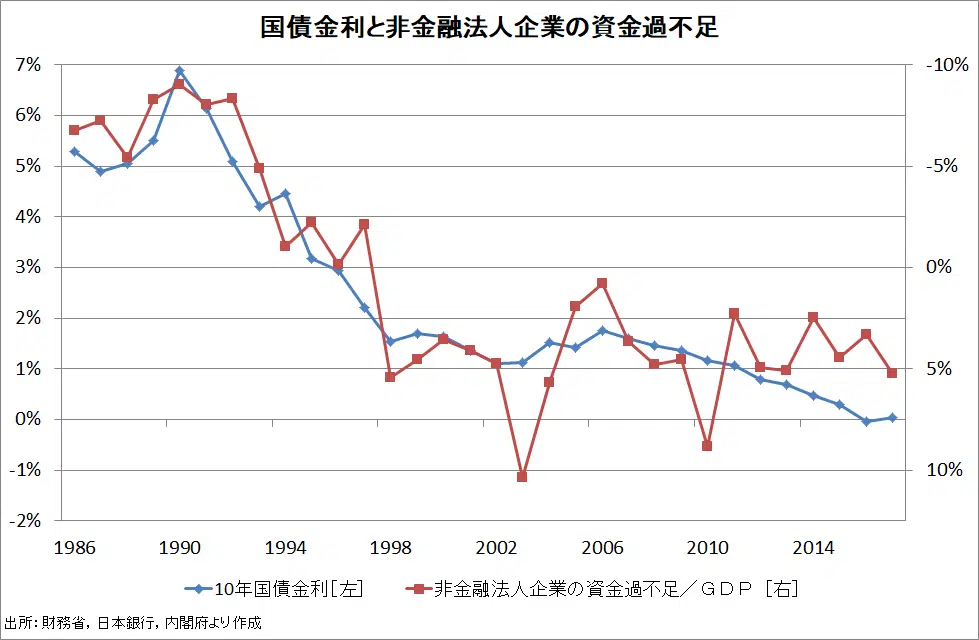 国債金利と非金融法人企業の資金過不足
7% -10%
6%
5% -5%
4%
3% 0%
2%
1% 5%
0%
-1% 10%
-2%
1986 1990 1994 1998 2002 2006 2010 2014
10年国債金利[左] 非金融法人企業の資金過不足／ＧＤＰ［右］
出所：財務省，日本銀行，内閣府より作成